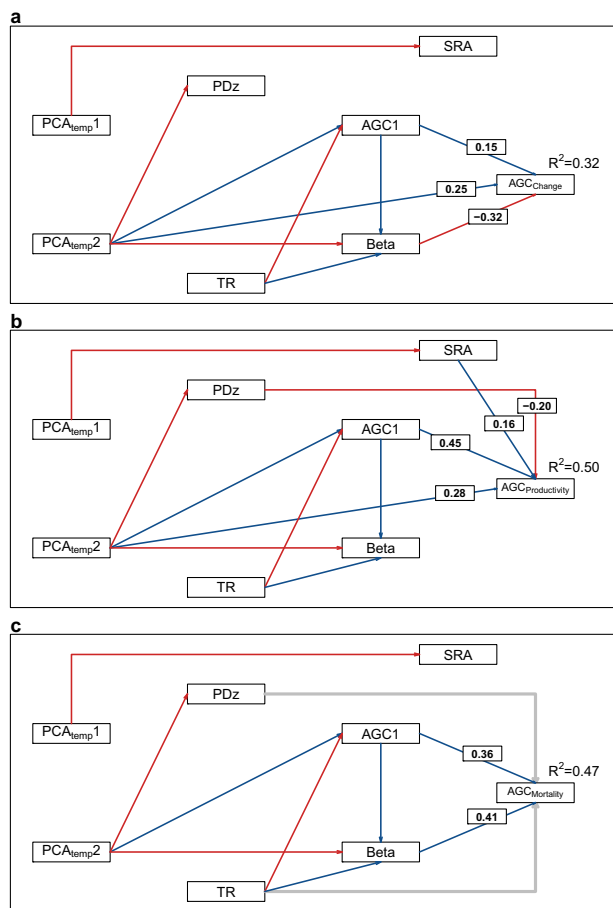 a
SRA
PDz
PCAtemp1
AGC1
0.15
R²=0.32
AGCChange
0.25
−0.32
PCAtemp2
Beta
TR
b
SRA
PDz
−0.20
PCAtemp1
0.16
AGC1
0.45
R²=0.50
AGCProductivity
0.28
PCAtemp2
Beta
TR
c
SRA
PDz
PCAtemp1
AGC1
0.36
R²=0.47
AGCMortality
0.41
PCAtemp2
Beta
TR